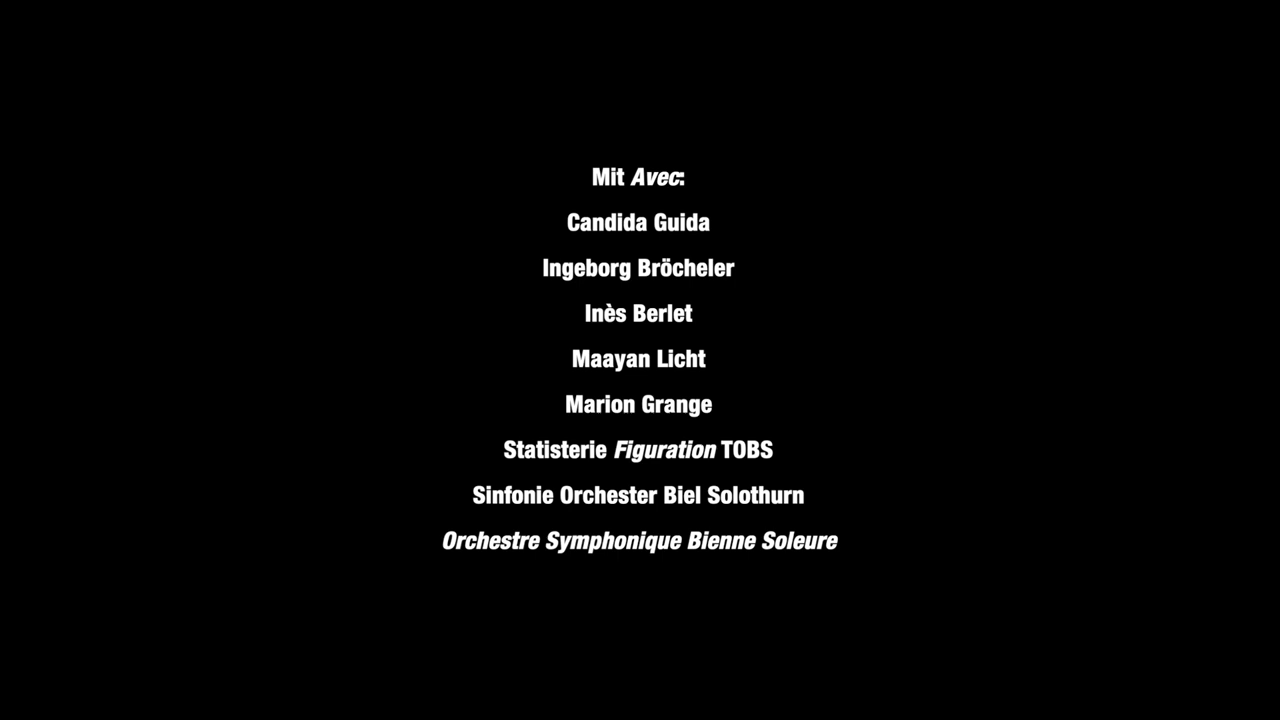 Mit Avec:
Candida Guida
Ingeborg Bröcheler
Inès Berlet
Maayan Licht
Marion Grange
Statisterie Figuration TOBS
Sinfonie Orchester Biel Solothurn
Orchestre Symphonique Bienne Soleure